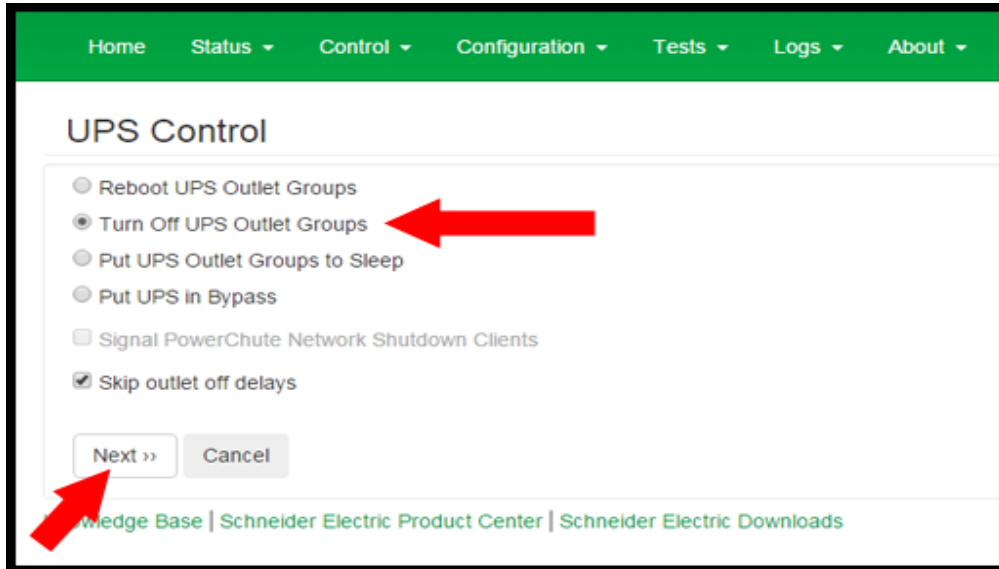 Home Status Control Configuration Tests Logs About
UPS Control
Reboot UPS Outlet Groups
Turn Off UPS Outlet Groups
Put UPS Outlet Groups to Sleep
Put UPS in Bypass
Signal PowerChute Network Shutdown Clients
Skip outlet off delays
Next ›› Cancel
Base | Schneider Electric Product Center | Schneider Electric Downloads